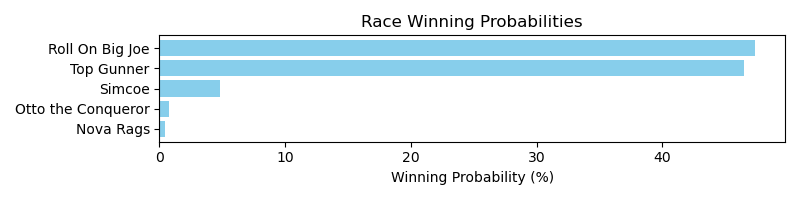 Race Winning Probabilities
Roll On Big Joe
Top Gunner
Simcoe
Otto the Conqueror
Nova Rags
0 10 20 30 40
Winning Probability (%)